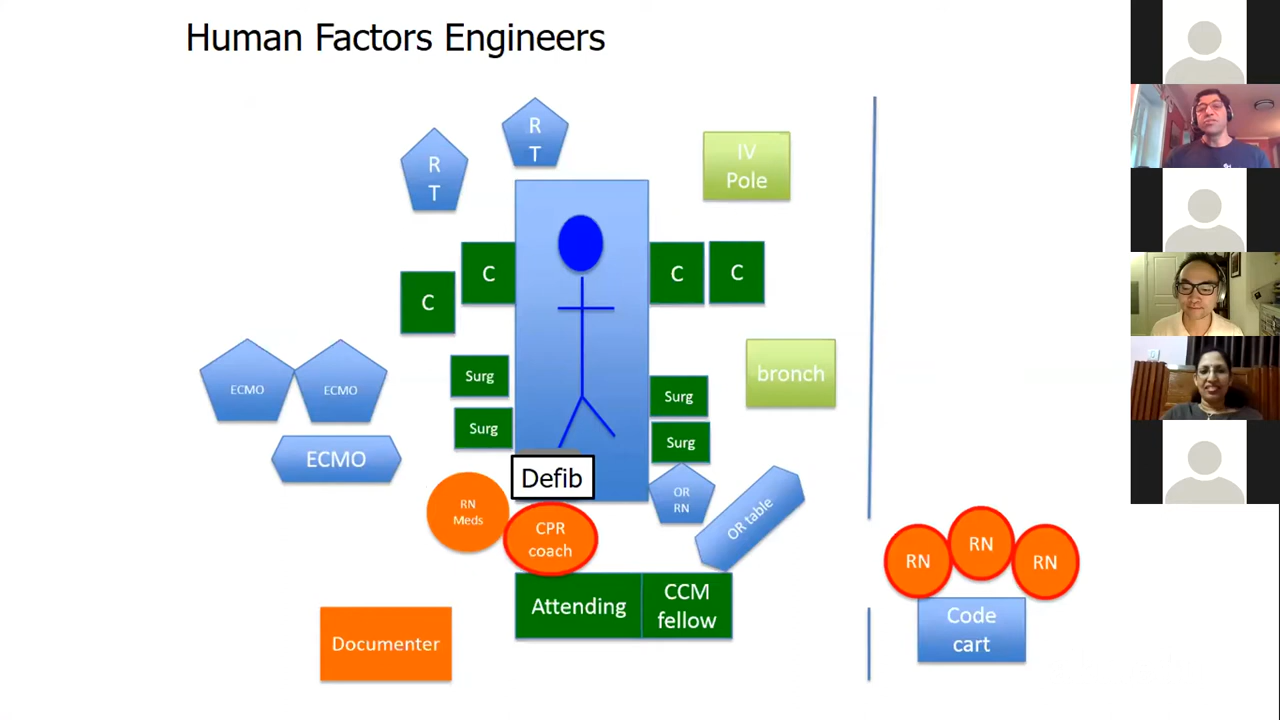 Human Factors Engineers
R
T
R
T
IV
Pole
C
C
C
C
ECMO
ECMO
ECMO
Surg
Surg
Surg
Surg
bronch
Defib
RN
Meds
CPR
coach
OR
RN
OR table
Attending
CCM
fellow
Documenter
RN
RN
RN
Code
cart